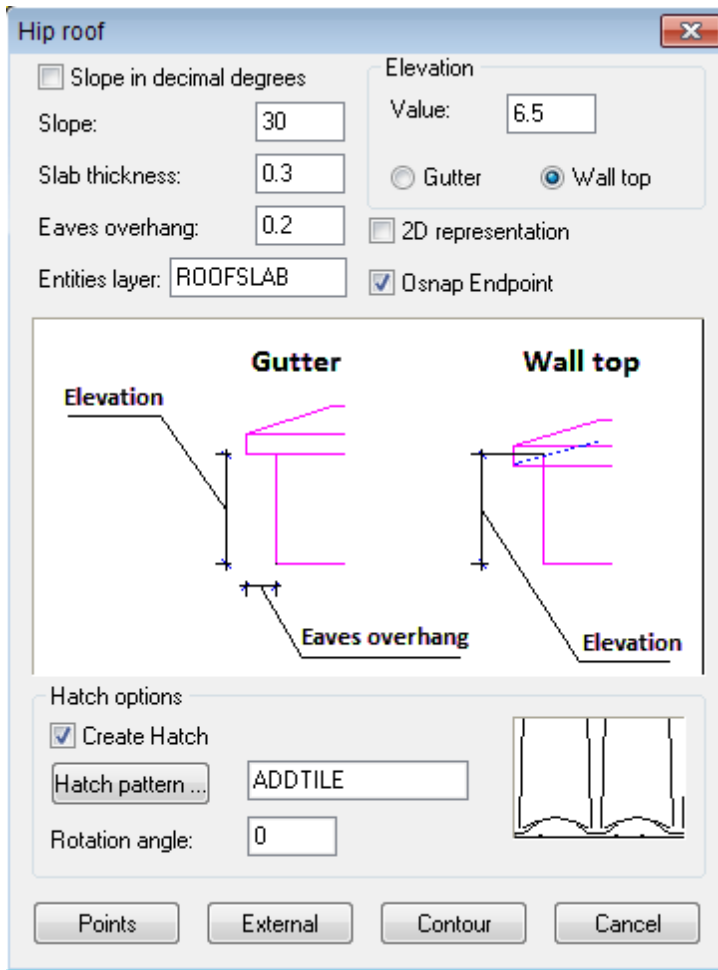 Hip roof
Slope in decimal degrees
Slope: 30
Slab thickness: 0.3
Eaves overhang: 0.2
Entities layer: ROOFSLAB
Elevation
Value: 6.5
Gutter Wall top
2D representation
Osnap Endpoint
Gutter Wall top
Elevation
Eaves overhang
Elevation
Hatch options
Create Hatch
Hatch pattern ... ADDTILE
Rotation angle: 0
Points External Contour Cancel